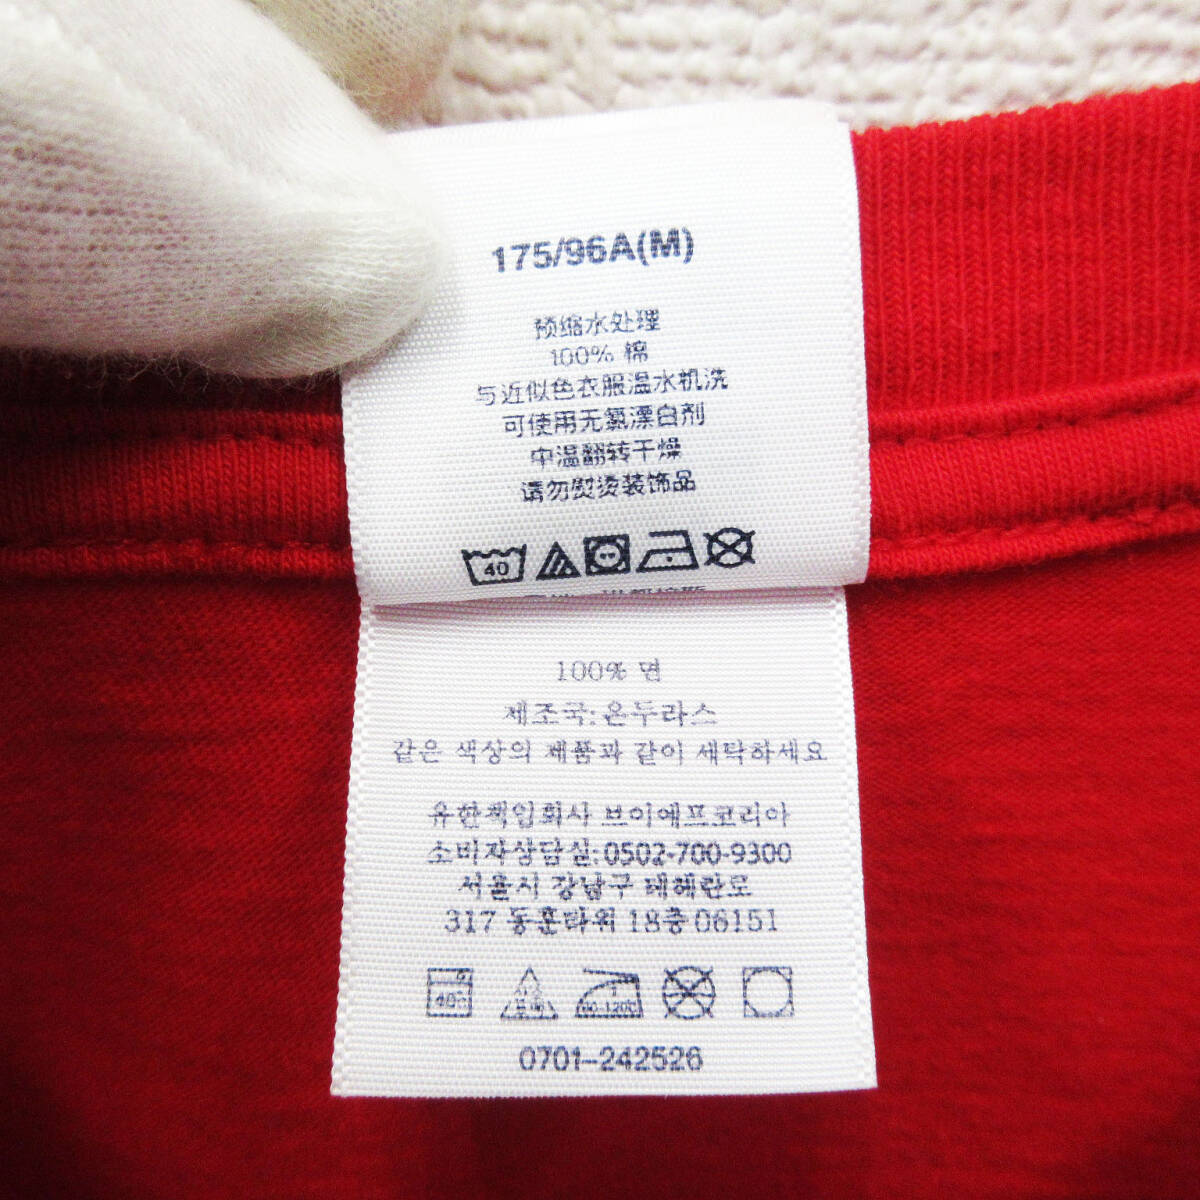 175/96A(M)
预缩水处理
100% 棉
与近似色衣服温水机洗
可使用无氯漂白剂
中温翻转干燥
请勿熨烫装饰品
40
100% 면
제조국: 온두라스
같은 색상의 제품과 같이 세탁하세요
유한책임회사 브이에프코리아
소비자상담실:0502-700-9300
서울시 강남구 테헤란로
317 동훈타워 18층 06151
0701-242526